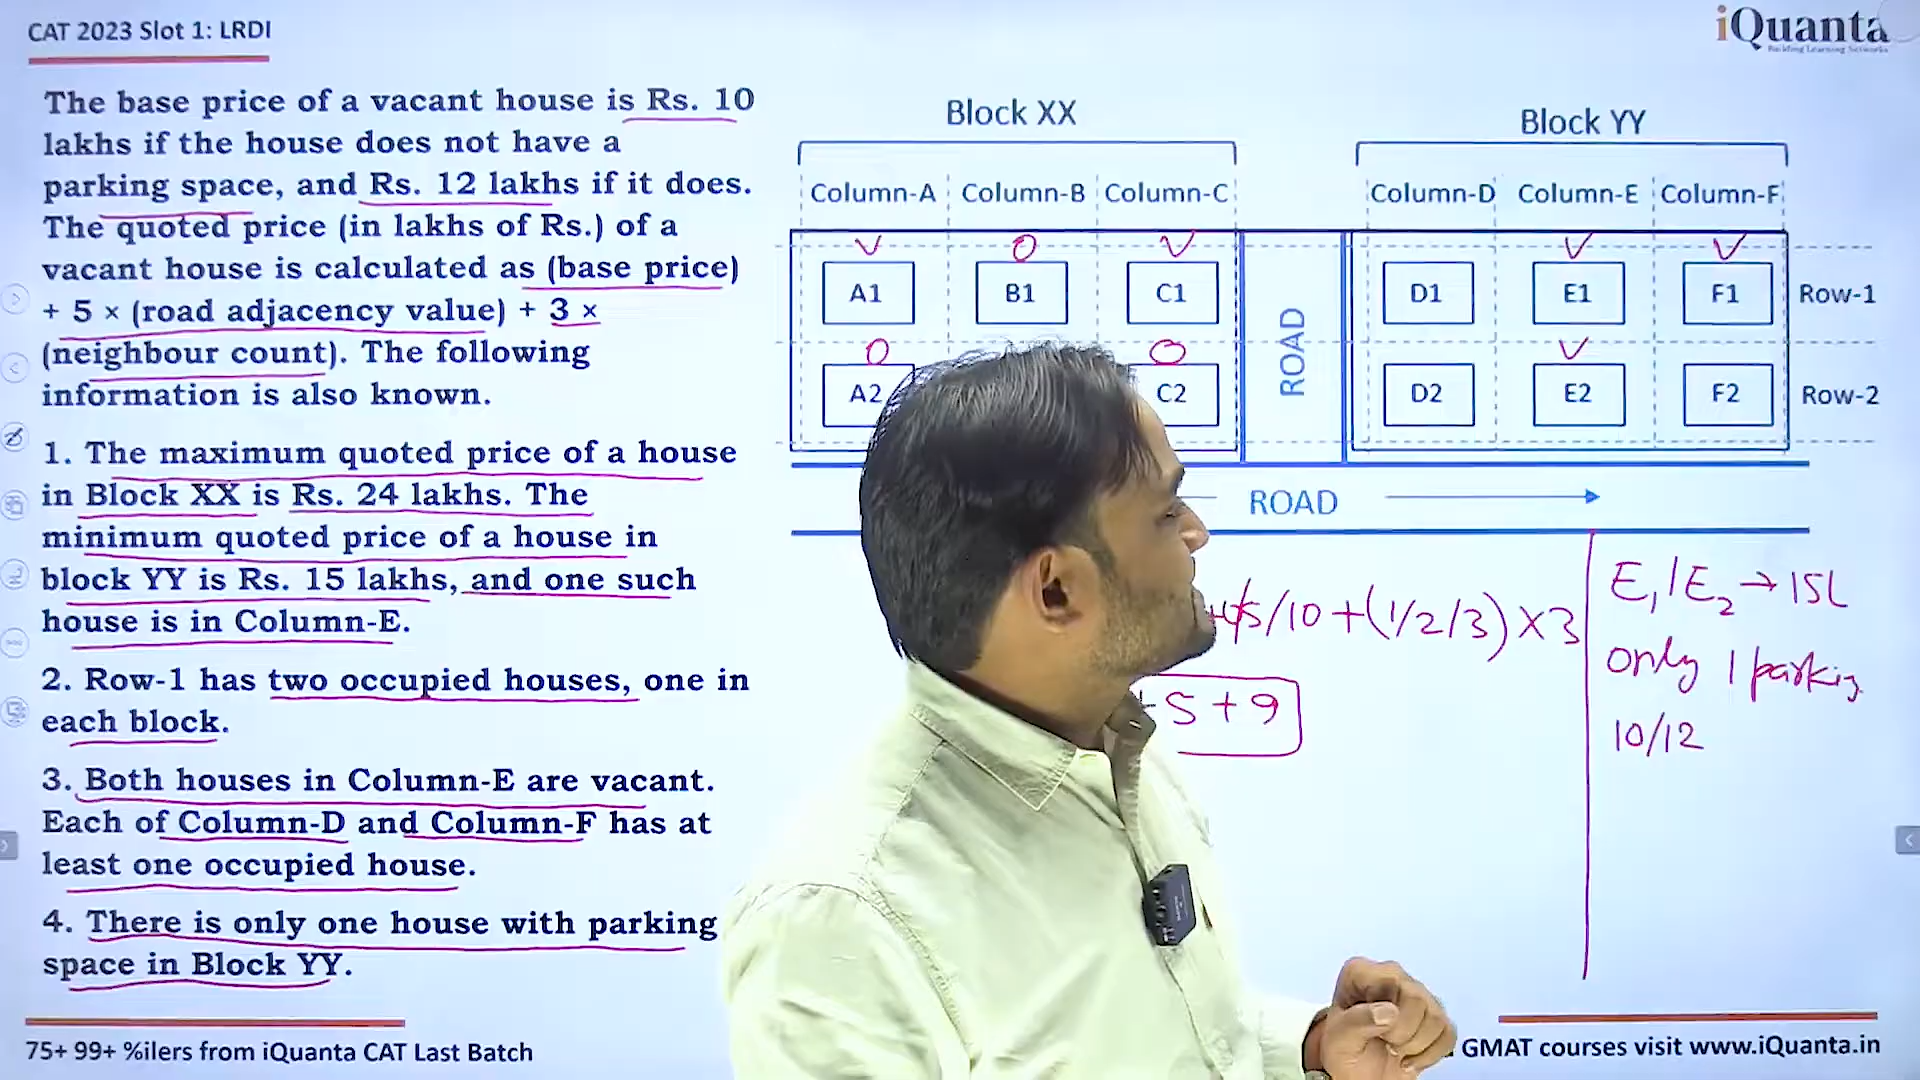 CAT 2023 Slot 1: LRDI
iQuanta
Building Learning Networks
The base price of a vacant house is Rs. 10
lakhs if the house does not have a
parking space, and Rs. 12 lakhs if it does.
The quoted price (in lakhs of Rs.) of a
vacant house is calculated as (base price)
+ 5 × (road adjacency value) + 3 ×
(neighbour count). The following
information is also known.
1. The maximum quoted price of a house
in Block XX is Rs. 24 lakhs. The
minimum quoted price of a house in
block YY is Rs. 15 lakhs, and one such
house is in Column-E.
2. Row-1 has two occupied houses, one in
each block.
3. Both houses in Column-E are vacant.
Each of Column-D and Column-F has at
least one occupied house.
4. There is only one house with parking
space in Block YY.
Block XX Block YY
Column-A Column-B Column-C Column-D Column-E Column-F
V O V V V
A1 B1 C1 D1 E1 F1 Row-1
O O V
A2 C2 D2 E2 F2 Row-2
ROAD
ROAD
5/10 + (1/2/3) × 3
5 + 9
E1/E2 → 15L
only 1 parking
10/12
75+ 99+ %ilers from iQuanta CAT Last Batch
GMAT courses visit www.iQuanta.in